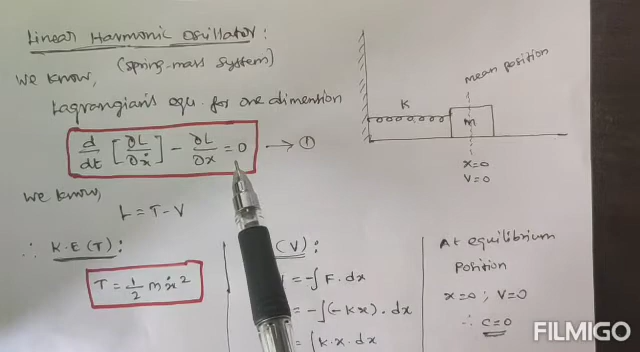 Linear Harmonic Oscillator:
(spring-mass system)
We know,
Lagrangian's equ. for one dimention
d/dt [∂L/∂ẋ] - ∂L/∂x = 0 → ①
We know,
L = T - V
∴ K.E (T):
T = 1/2 mẋ²
(V):
= -∫F.dx
= -∫(-Kx).dx
= ∫K.x.dx
mean position
K
m
x=0
V=0
At equilibrium
Position
x=0 ; V=0
∴ C=0
FILMIGO